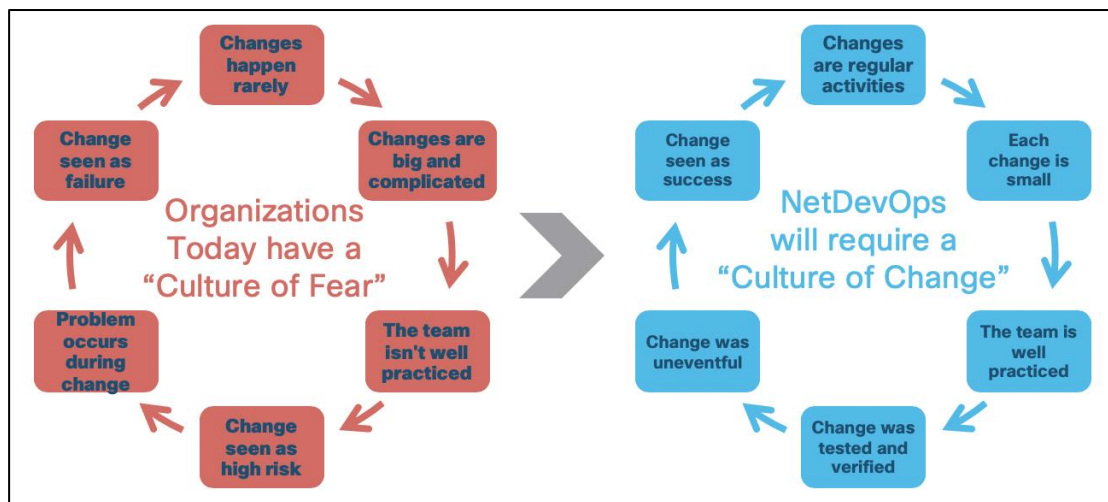 Changes
happen
rarely
Changes are
big and
complicated
The team
isn't well
practiced
Change
seen as
high risk
Problem
occurs
during
change
Change
seen as
failure
Organizations
Today have a
“Culture of Fear”
Changes
are regular
activities
Each
change is
small
The team is
well
practiced
Change was
tested and
verified
Change was
uneventful
Change
seen as
success
NetDevOps
will require a
“Culture of Change”